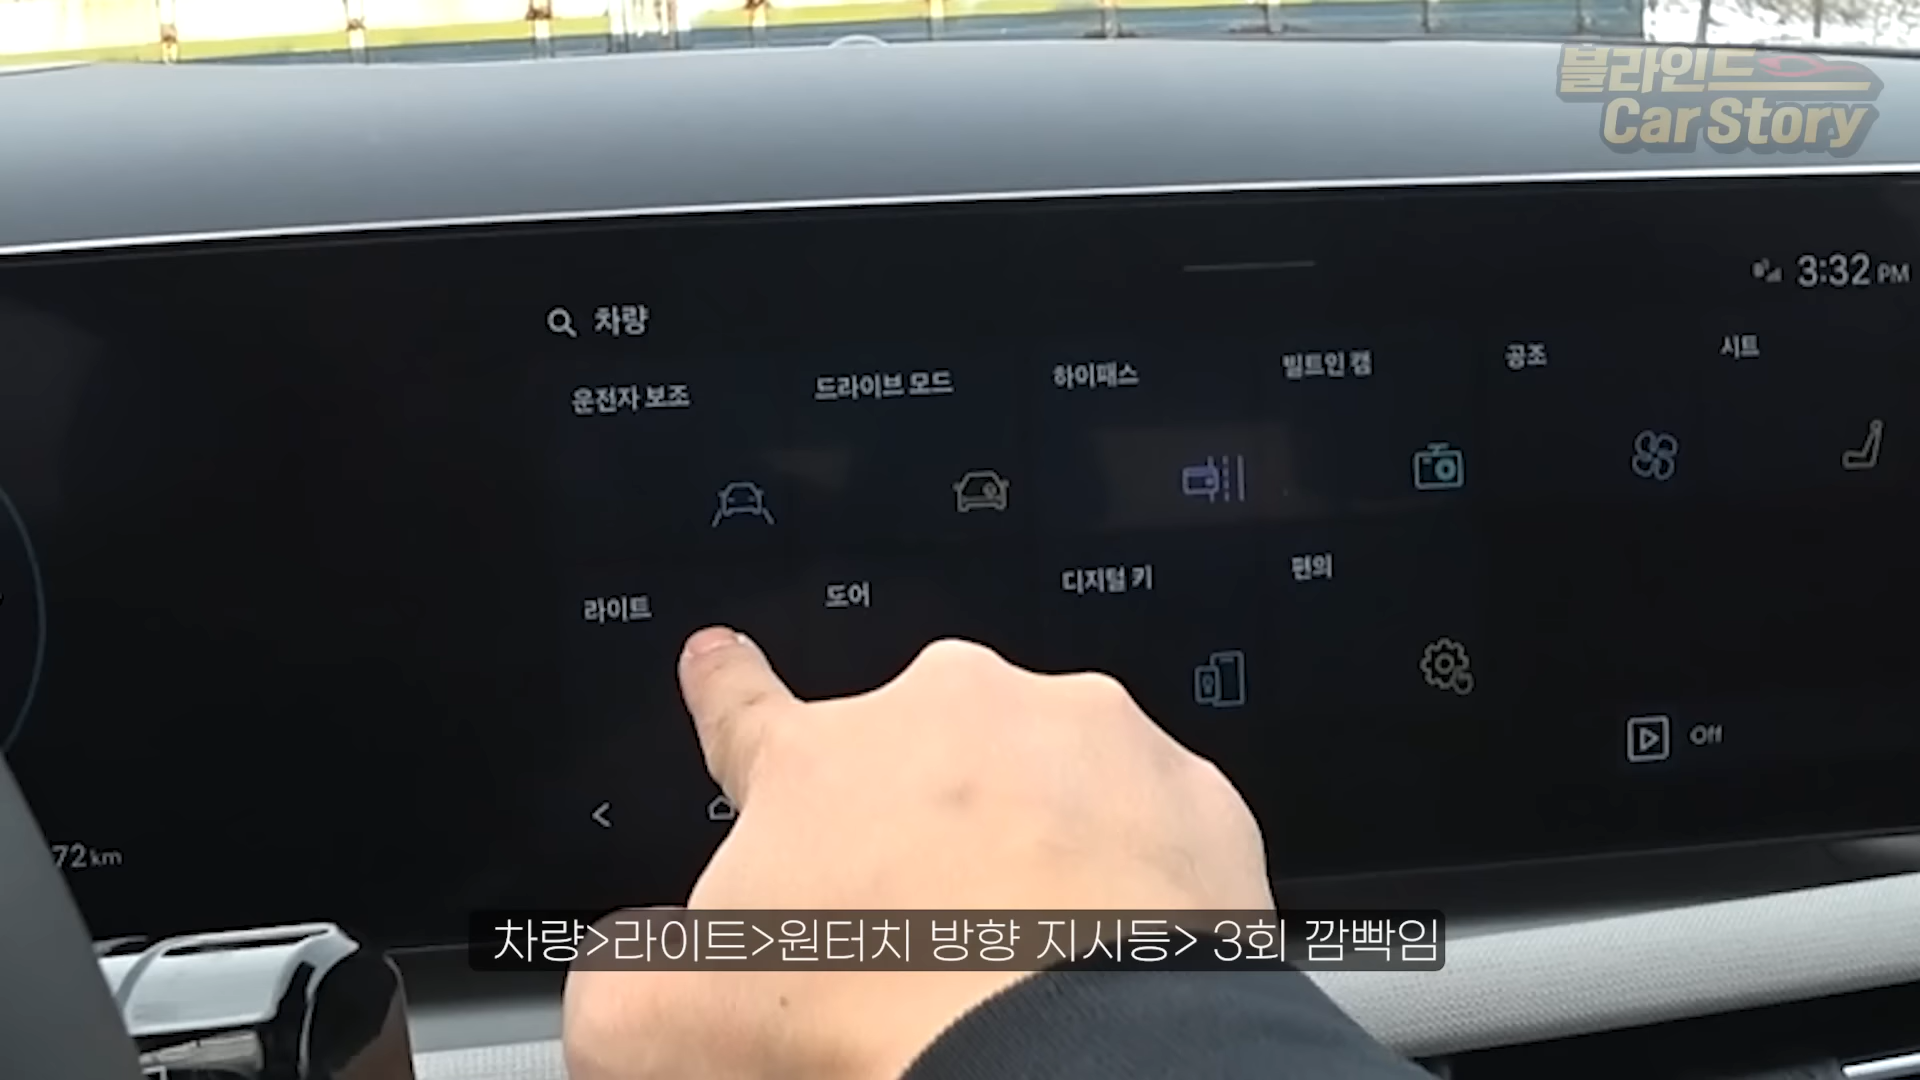 블라인드
Car Story
3:32 PM
차량
운전자 보조
드라이브 모드
하이패스
빌트인 캠
공조
시트
라이트
도어
디지털 키
편의
Off
72 km
차량>라이트>원터치 방향 지시등> 3회 깜빡임